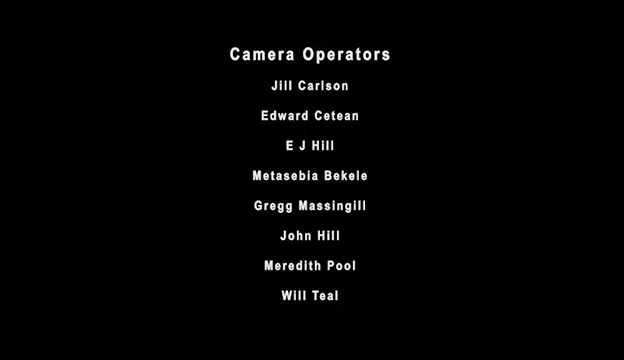 Camera Operators
Jill Carlson
Edward Cetean
E J Hill
Metasebia Bekele
Gregg Massingill
John Hill
Meredith Pool
Will Teal